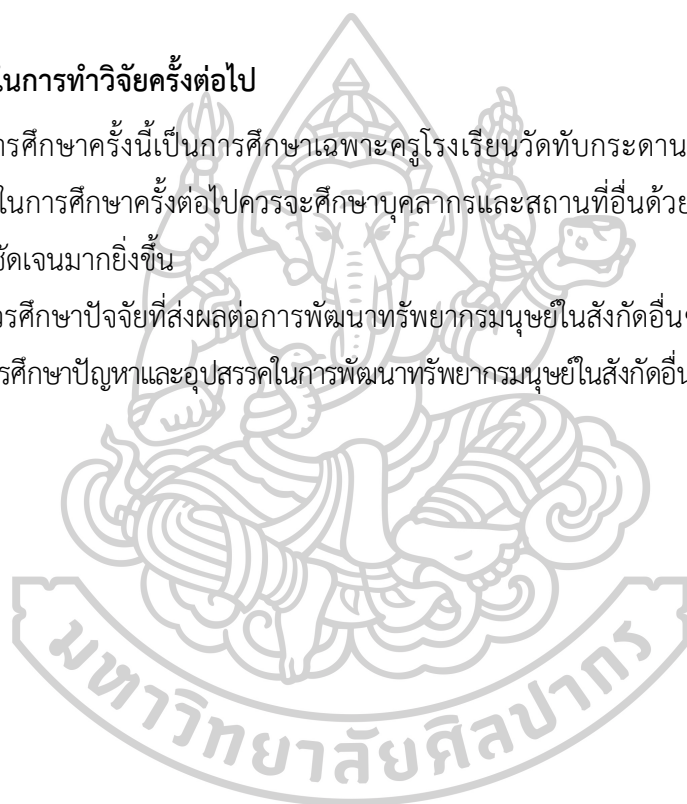 ในการทำวิจัยครั้งต่อไป
ารศึกษาครั้งนี้เป็นการศึกษาเฉพาะครูโรงเรียนวัดทับกระดาน
ในการศึกษาครั้งต่อไปควรจะศึกษาบุคลากรและสถานที่อื่นด้วย
ชัดเจนมากยิ่งขึ้น
วรศึกษาปัจจัยที่ส่งผลต่อการพัฒนาทรัพยากรมนุษย์ในสังกัดอื่น
รศึกษาปัญหาและอุปสรรคในการพัฒนาทรัพยากรมนุษย์ในสังกัดอื่น
มหาวิทยาลัยศิลปากร